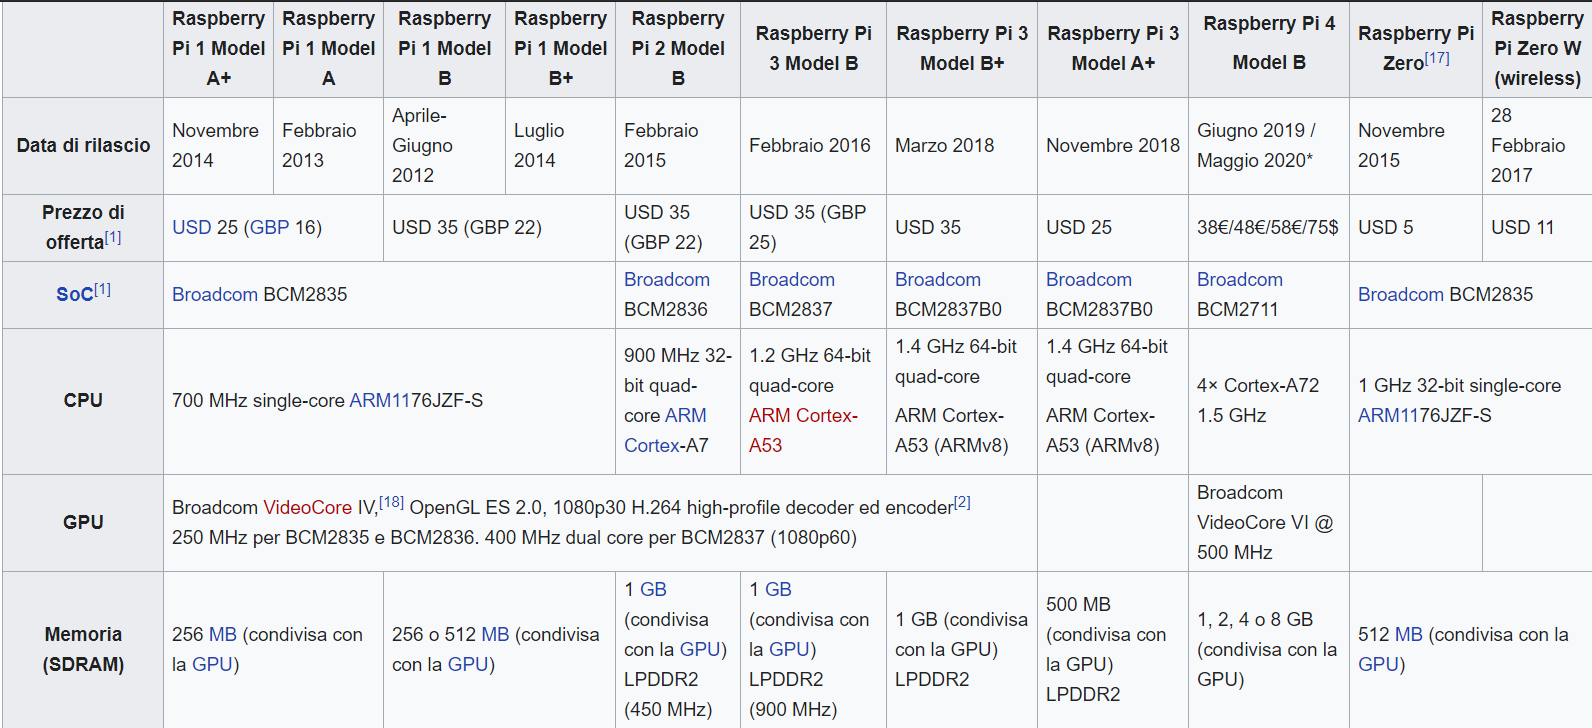 Raspberry Pi 1 Model A+
Raspberry Pi 1 Model A
Raspberry Pi 1 Model B
Raspberry Pi 1 Model B+
Raspberry Pi 2 Model B
Raspberry Pi 3 Model B
Raspberry Pi 3 Model B+
Raspberry Pi 3 Model A+
Raspberry Pi 4 Model B
Raspberry Pi Zero[17]
Raspberry Pi Zero W (wireless)
Data di rilascio
Novembre 2014
Febbraio 2013
Aprile-Giugno 2012
Luglio 2014
Febbraio 2015
Febbraio 2016
Marzo 2018
Novembre 2018
Giugno 2019 / Maggio 2020*
Novembre 2015
28 Febbraio 2017
Prezzo di offerta[1]
USD 25 (GBP 16)
USD 35 (GBP 22)
USD 35 (GBP 22)
USD 35 (GBP 25)
USD 35
USD 25
38€/48€/58€/75$
USD 5
USD 11
SoC[1]
Broadcom BCM2835
Broadcom BCM2836
Broadcom BCM2837
Broadcom BCM2837B0
Broadcom BCM2837B0
Broadcom BCM2711
Broadcom BCM2835
CPU
700 MHz single-core ARM1176JZF-S
900 MHz 32-bit quad-core ARM Cortex-A7
1.2 GHz 64-bit quad-core ARM Cortex-A53
1.4 GHz 64-bit quad-core
ARM Cortex-A53 (ARMv8)
1.4 GHz 64-bit quad-core
ARM Cortex-A53 (ARMv8)
4× Cortex-A72 1.5 GHz
1 GHz 32-bit single-core ARM1176JZF-S
GPU
Broadcom VideoCore IV,[18] OpenGL ES 2.0, 1080p30 H.264 high-profile decoder ed encoder[2]
250 MHz per BCM2835 e BCM2836. 400 MHz dual core per BCM2837 (1080p60)
Broadcom VideoCore VI @ 500 MHz
Memoria (SDRAM)
256 MB (condivisa con la GPU)
256 o 512 MB (condivisa con la GPU)
1 GB (condivisa con la GPU) LPDDR2 (450 MHz)
1 GB (condivisa con la GPU) LPDDR2 (900 MHz)
1 GB (condivisa con la GPU) LPDDR2
500 MB (condivisa con la GPU) LPDDR2
1, 2, 4 o 8 GB (condivisa con la GPU)
512 MB (condivisa con la GPU)